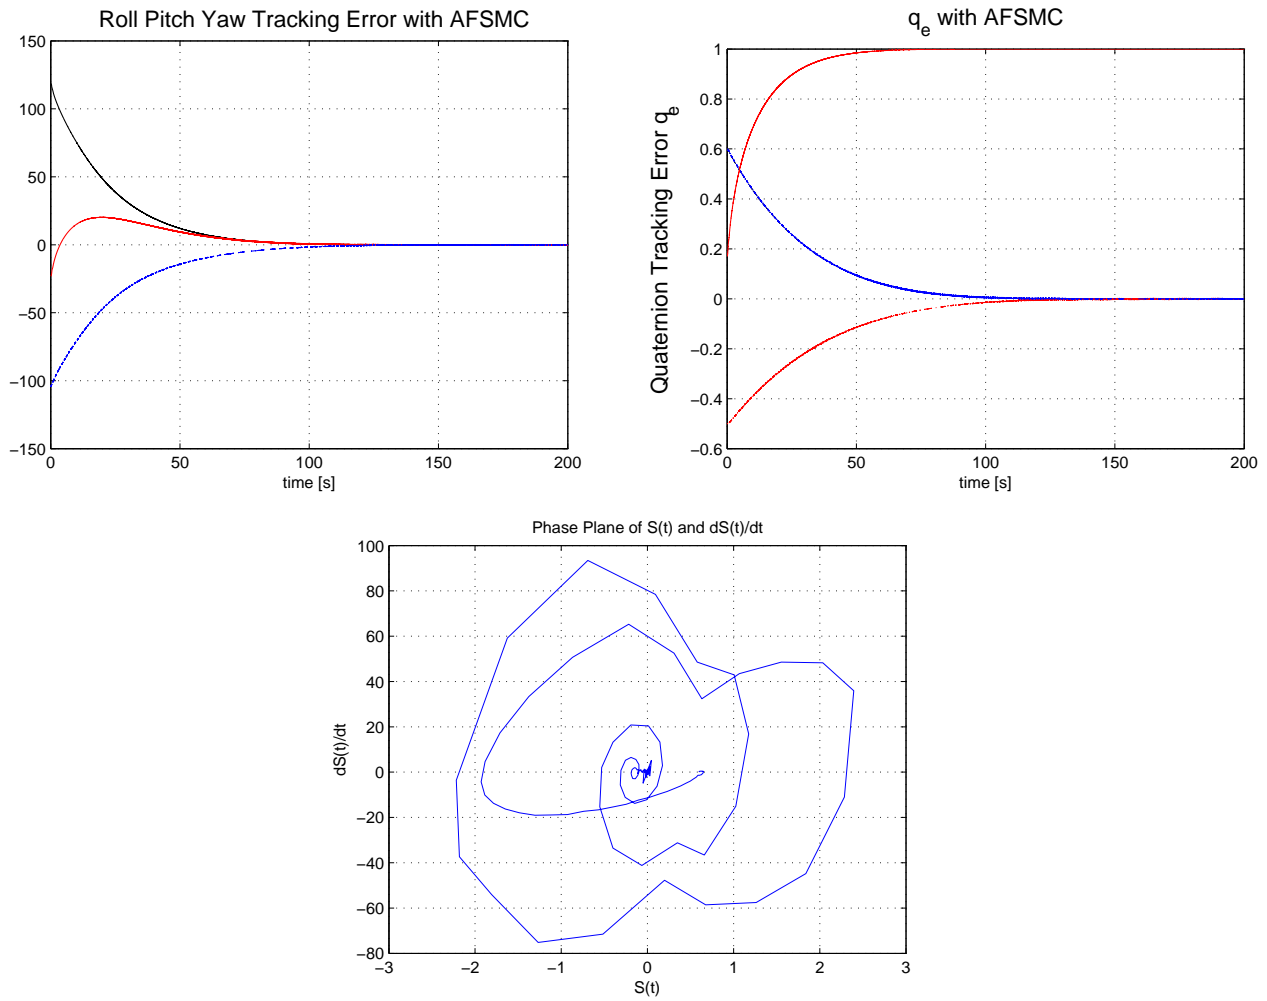 Roll Pitch Yaw Tracking Error with AFSMC
150
100
50
0
−50
−100
−150
0 50 100 150 200
time [s]
q_e with AFSMC
Quaternion Tracking Error q_e
1
0.8
0.6
0.4
0.2
0
−0.2
−0.4
−0.6
0 50 100 150 200
time [s]
Phase Plane of S(t) and dS(t)/dt
dS(t)/dt
100
80
60
40
20
0
−20
−40
−60
−80
−3 −2 −1 0 1 2 3
S(t)